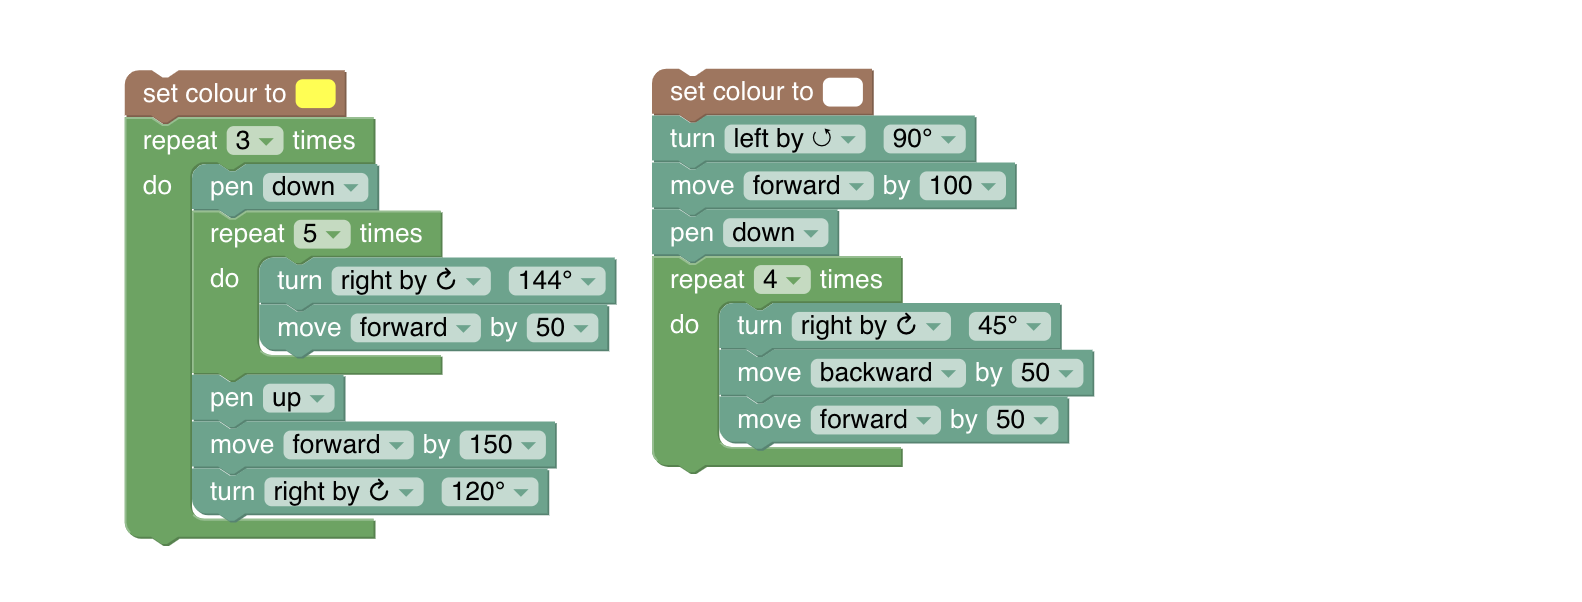 set colour to
repeat 3 times
do pen down
repeat 5 times
do turn right by ↻ 144°
move forward by 50
pen up
move forward by 150
turn right by ↻ 120°
set colour to
turn left by ↺ 90°
move forward by 100
pen down
repeat 4 times
do turn right by ↻ 45°
move backward by 50
move forward by 50